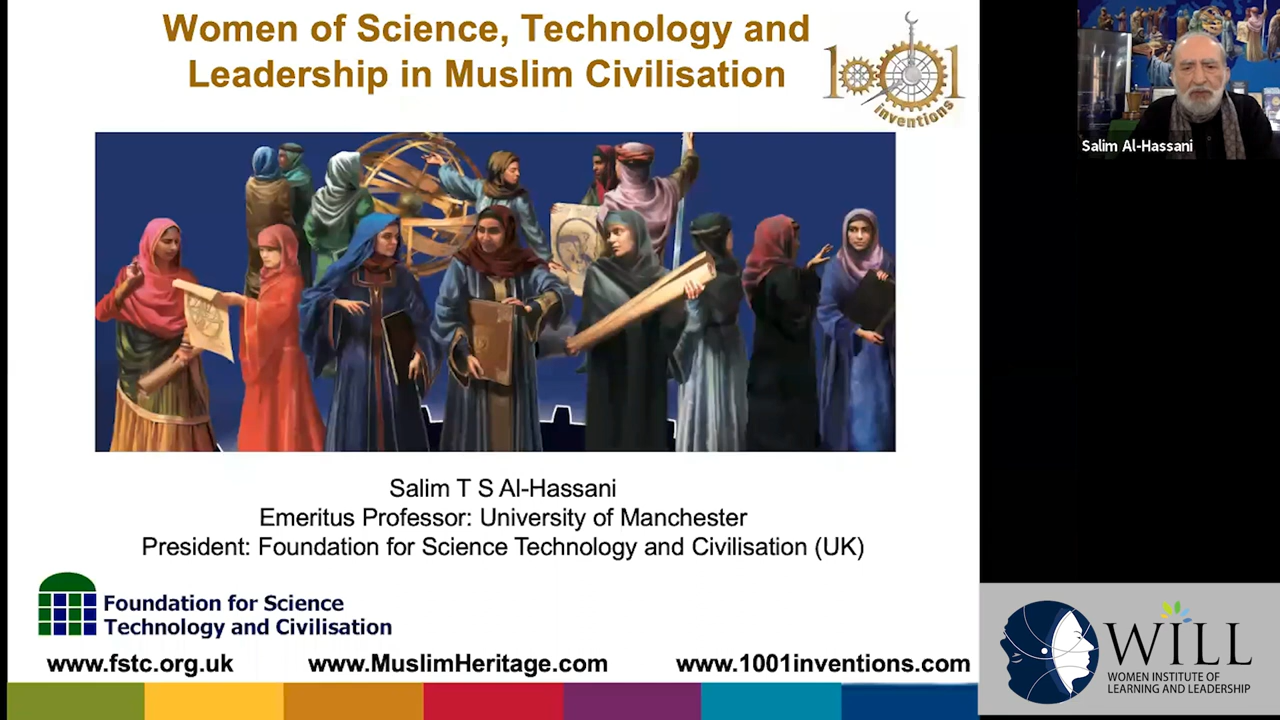 Women of Science, Technology and
Leadership in Muslim Civilisation
1001
inventions
Salim Al-Hassani
Salim T S Al-Hassani
Emeritus Professor: University of Manchester
President: Foundation for Science Technology and Civilisation (UK)
Foundation for Science
Technology and Civilisation
www.fstc.org.uk
www.MuslimHeritage.com
www.1001inventions.com
WILL
WOMEN INSTITUTE OF
LEARNING AND LEADERSHIP